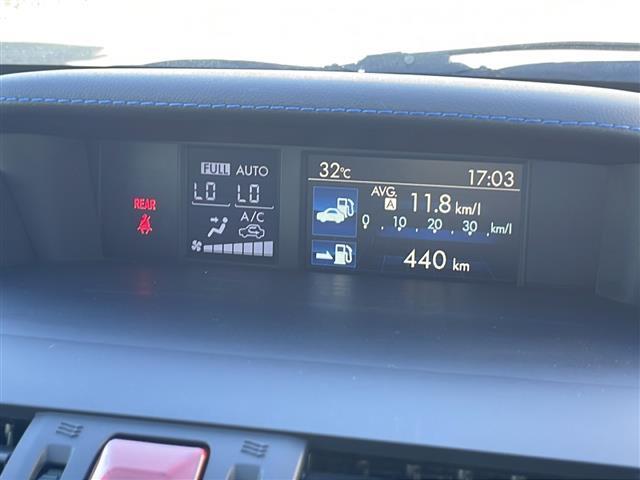 REAR
FULL AUTO
LO LO
A/C
32°C 17:03
AVG.
A 11.8 km/l
0 , 10 , 20 , 30 , km/l
440 km